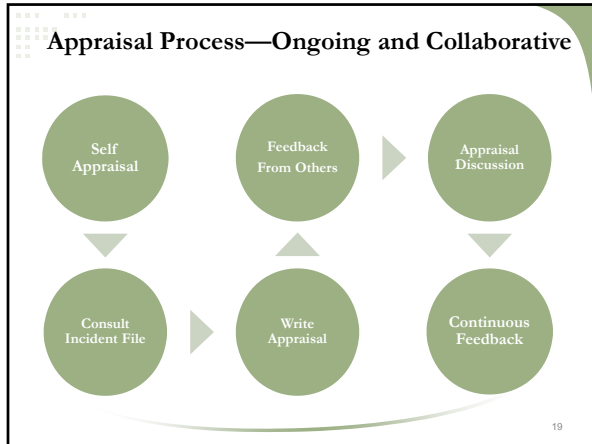 Appraisal Process—Ongoing and Collaborative
Self
Appraisal
Consult
Incident File
Write
Appraisal
Feedback
From Others
Appraisal
Discussion
Continuous
Feedback
19